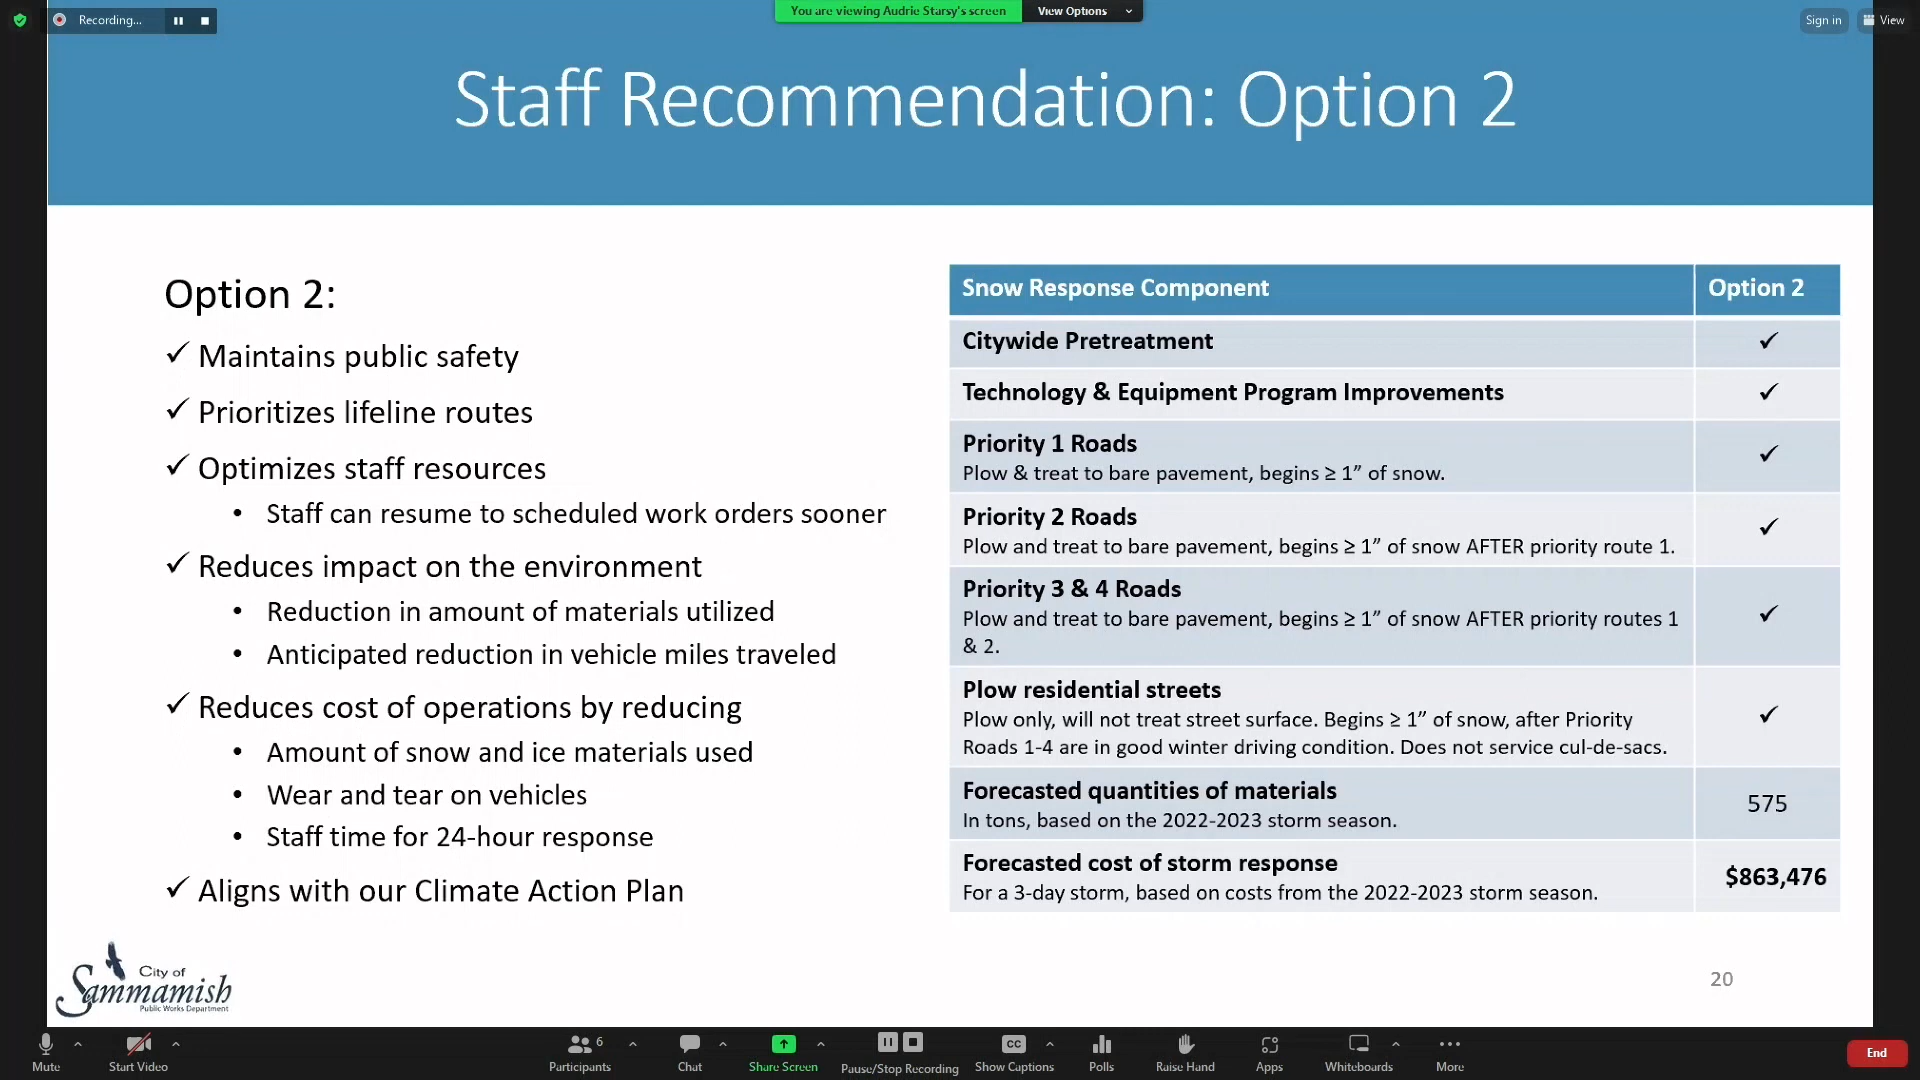 Recording...
You are viewing Audrie Starsy's screen
View Options
Sign in
View
Staff Recommendation: Option 2
Option 2:
✓ Maintains public safety
✓ Prioritizes lifeline routes
✓ Optimizes staff resources
• Staff can resume to scheduled work orders sooner
✓ Reduces impact on the environment
• Reduction in amount of materials utilized
• Anticipated reduction in vehicle miles traveled
✓ Reduces cost of operations by reducing
• Amount of snow and ice materials used
• Wear and tear on vehicles
• Staff time for 24-hour response
✓ Aligns with our Climate Action Plan
Snow Response Component Option 2
Citywide Pretreatment ✓
Technology & Equipment Program Improvements ✓
Priority 1 Roads
Plow & treat to bare pavement, begins ≥ 1” of snow. ✓
Priority 2 Roads
Plow and treat to bare pavement, begins ≥ 1” of snow AFTER priority route 1. ✓
Priority 3 & 4 Roads
Plow and treat to bare pavement, begins ≥ 1” of snow AFTER priority routes 1 ✓
& 2.
Plow residential streets
Plow only, will not treat street surface. Begins ≥ 1” of snow, after Priority ✓
Roads 1-4 are in good winter driving condition. Does not service cul-de-sacs.
Forecasted quantities of materials 575
In tons, based on the 2022-2023 storm season.
Forecasted cost of storm response $863,476
For a 3-day storm, based on costs from the 2022-2023 storm season.
City of
Sammamish
Public Works Department
20
6
CC
Mute
Start Video
Participants
Chat
Share Screen
Pause/Stop Recording
Show Captions
Polls
Raise Hand
Apps
Whiteboards
More
End